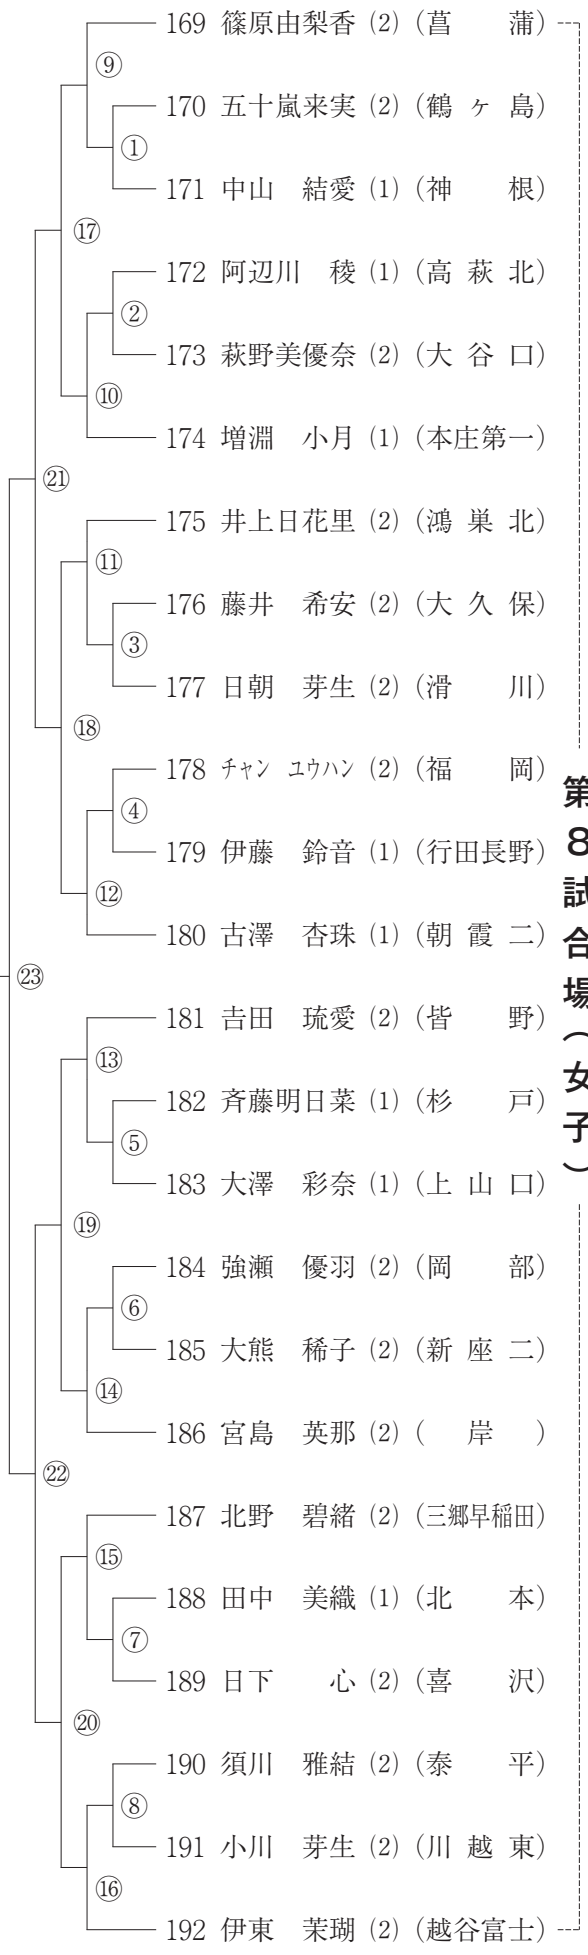 169 篠原由梨香 (2) (菖　　蒲)
⑨
170 五十嵐来実 (2) (鶴 ヶ 島)
①
171 中山　結愛 (1) (神　　根)
⑰
172 阿辺川　稜 (1) (高 萩 北)
②
173 萩野美優奈 (2) (大 谷 口)
⑩
174 増淵　小月 (1) (本庄第一)
㉑
175 井上日花里 (2) (鴻 巣 北)
⑪
176 藤井　希安 (2) (大 久 保)
③
177 日朝　芽生 (2) (滑　　川)
⑱
178 チャン ユウハン (2) (福　　岡)
④
179 伊藤　鈴音 (1) (行田長野)
⑫
180 古澤　杏珠 (1) (朝 霞 二)
㉓
181 𠮷田　琉愛 (2) (皆　　野)
⑬
182 斉藤明日菜 (1) (杉　　戸)
⑤
183 大澤　彩奈 (1) (上 山 口)
⑲
184 強瀬　優羽 (2) (岡　　部)
⑥
185 大熊　稀子 (2) (新 座 二)
⑭
186 宮島　英那 (2) (　岸　)
㉒
187 北野　碧緒 (2) (三郷早稲田)
⑮
188 田中　美織 (1) (北　　本)
⑦
189 日下　　心 (2) (喜　　沢)
⑳
190 須川　雅結 (2) (泰　　平)
⑧
191 小川　芽生 (2) (川 越 東)
⑯
192 伊東　茉瑚 (2) (越谷富士)
第８試合場（女子）